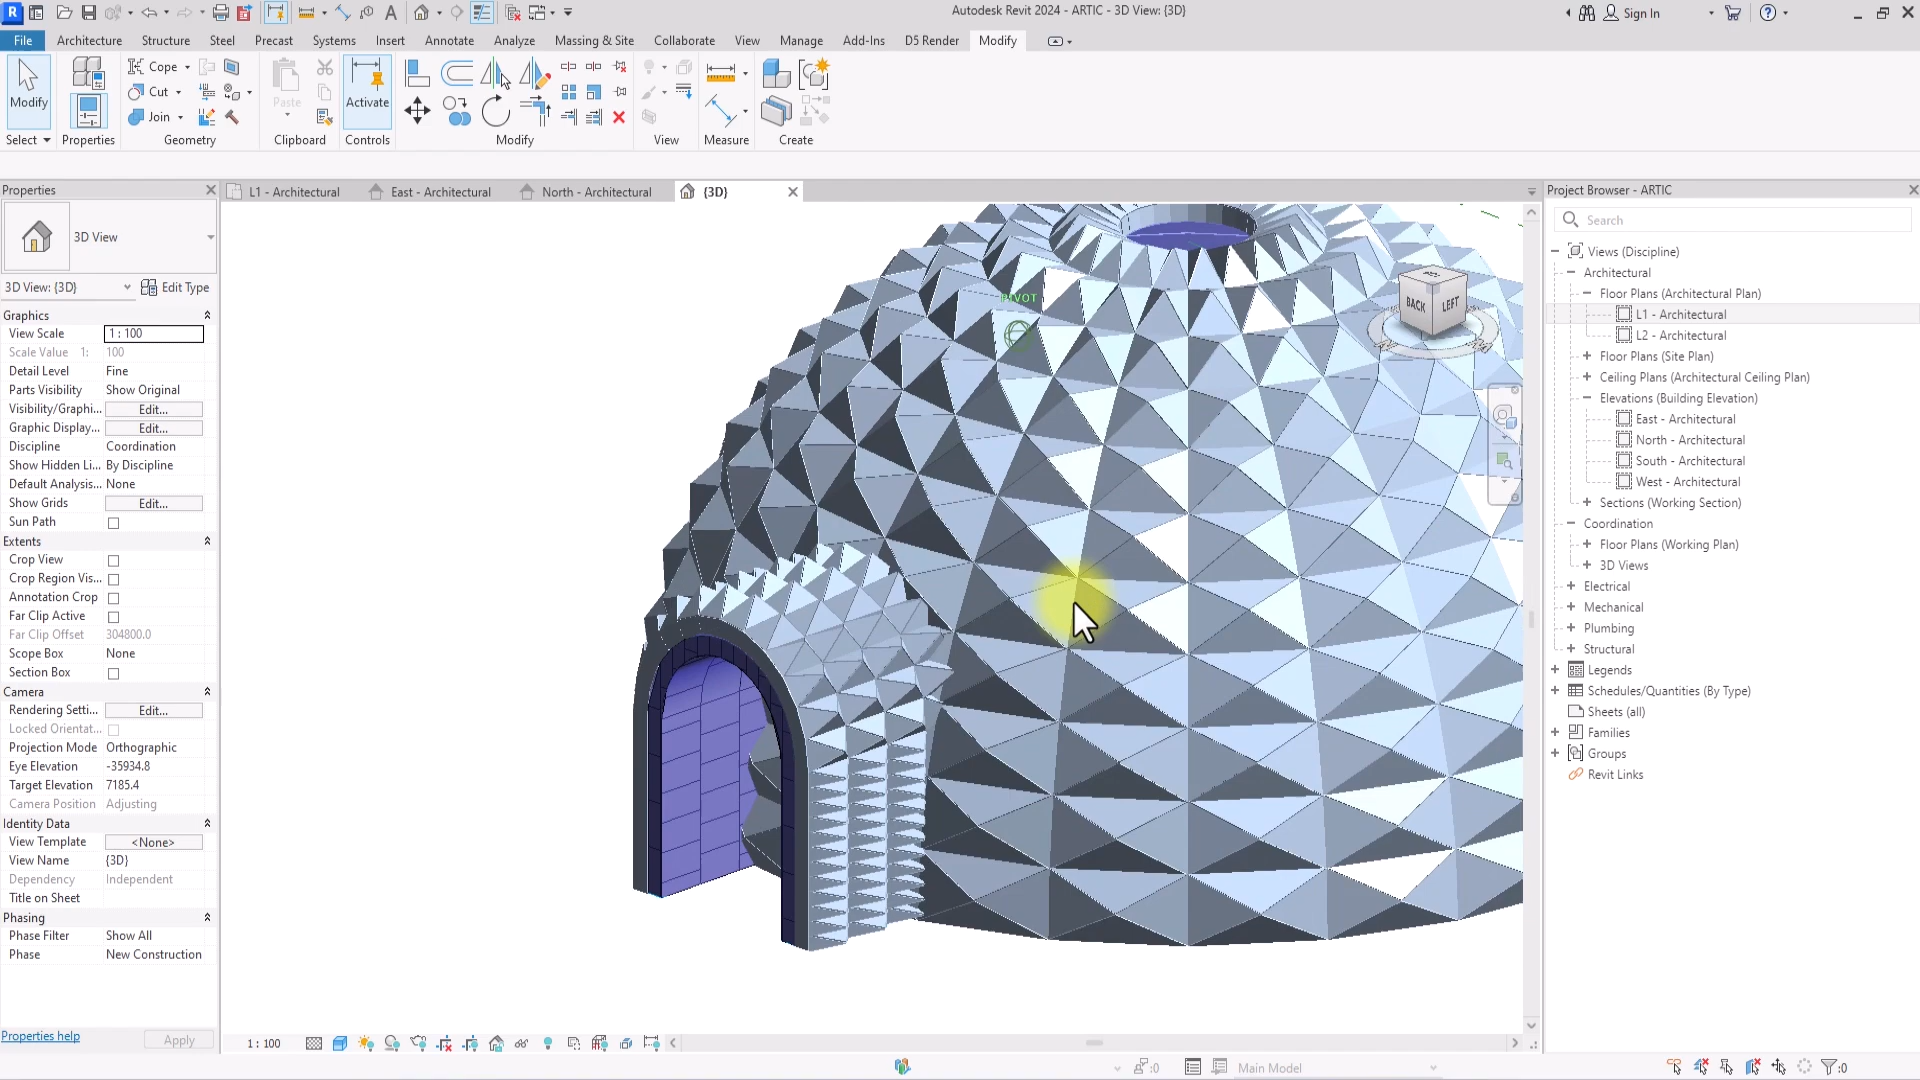 Autodesk Revit 2024 - ARTIC - 3D View: {3D}
Sign In
File Architecture Structure Steel Precast Systems Insert Annotate Analyze Massing & Site Collaborate View Manage Add-Ins D5 Render Modify
Modify
Cope
Cut
Join
Paste
Activate
Select Properties Geometry Clipboard Controls Modify View Measure Create
Properties
L1 - Architectural East - Architectural North - Architectural {3D}
Project Browser - ARTIC
3D View
Search
3D View: {3D} Edit Type
Graphics
View Scale 1 : 100
Scale Value 1: 100
Detail Level Fine
Parts Visibility Show Original
Visibility/Graphi... Edit...
Graphic Display... Edit...
Discipline Coordination
Show Hidden Li... By Discipline
Default Analysis... None
Show Grids Edit...
Sun Path
Extents
Crop View
Crop Region Vis...
Annotation Crop
Far Clip Active
Far Clip Offset 304800.0
Scope Box None
Section Box
Camera
Rendering Setti... Edit...
Locked Orientat...
Projection Mode Orthographic
Eye Elevation -35934.8
Target Elevation 7185.4
Camera Position Adjusting
Identity Data
View Template <None>
View Name {3D}
Dependency Independent
Title on Sheet
Phasing
Phase Filter Show All
Phase New Construction
Properties help Apply
PIVOT
BACK LEFT
Views (Discipline)
Architectural
Floor Plans (Architectural Plan)
L1 - Architectural
L2 - Architectural
Floor Plans (Site Plan)
Ceiling Plans (Architectural Ceiling Plan)
Elevations (Building Elevation)
East - Architectural
North - Architectural
South - Architectural
West - Architectural
Sections (Working Section)
Coordination
Floor Plans (Working Plan)
3D Views
Electrical
Mechanical
Plumbing
Structural
Legends
Schedules/Quantities (By Type)
Sheets (all)
Families
Groups
Revit Links
1 : 100
:0 Main Model :0